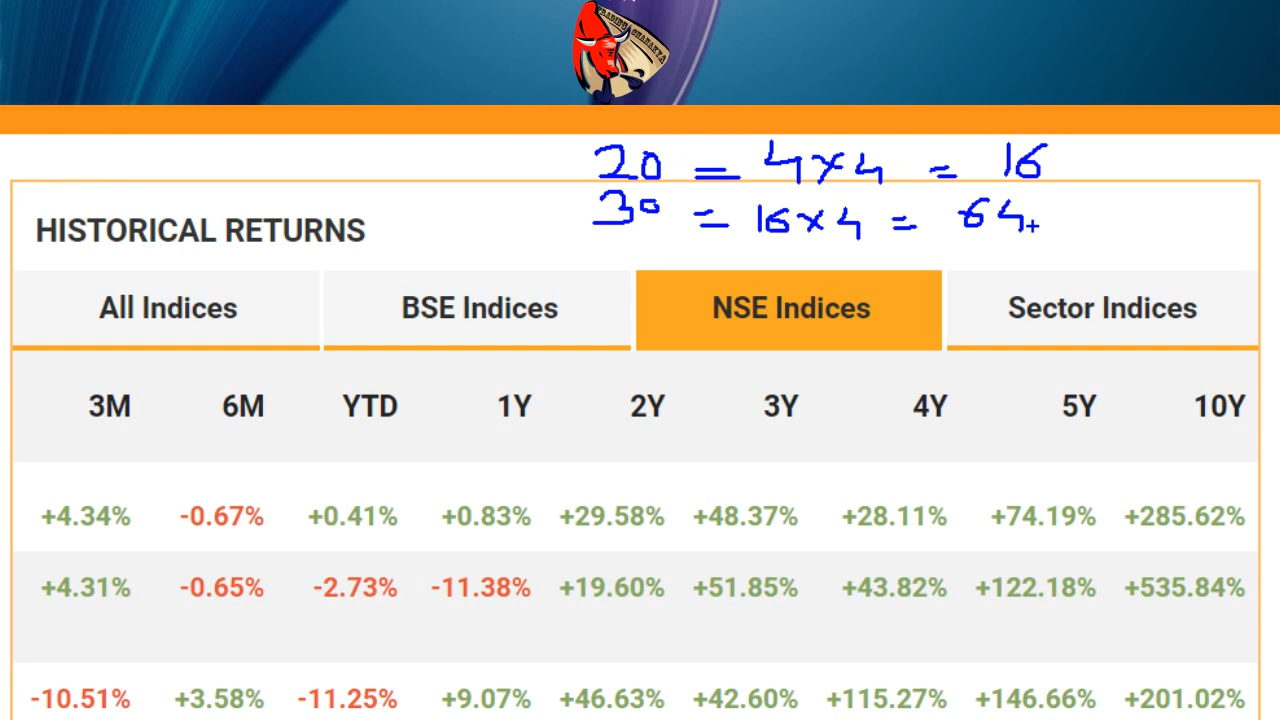 TRADING CHANAKYA
20 = 4x4 = 16
30 = 16x4 = 64+
HISTORICAL RETURNS
All Indices BSE Indices NSE Indices Sector Indices
3M 6M YTD 1Y 2Y 3Y 4Y 5Y 10Y
+4.34% -0.67% +0.41% +0.83% +29.58% +48.37% +28.11% +74.19% +285.62%
+4.31% -0.65% -2.73% -11.38% +19.60% +51.85% +43.82% +122.18% +535.84%
-10.51% +3.58% -11.25% +9.07% +46.63% +42.60% +115.27% +146.66% +201.02%